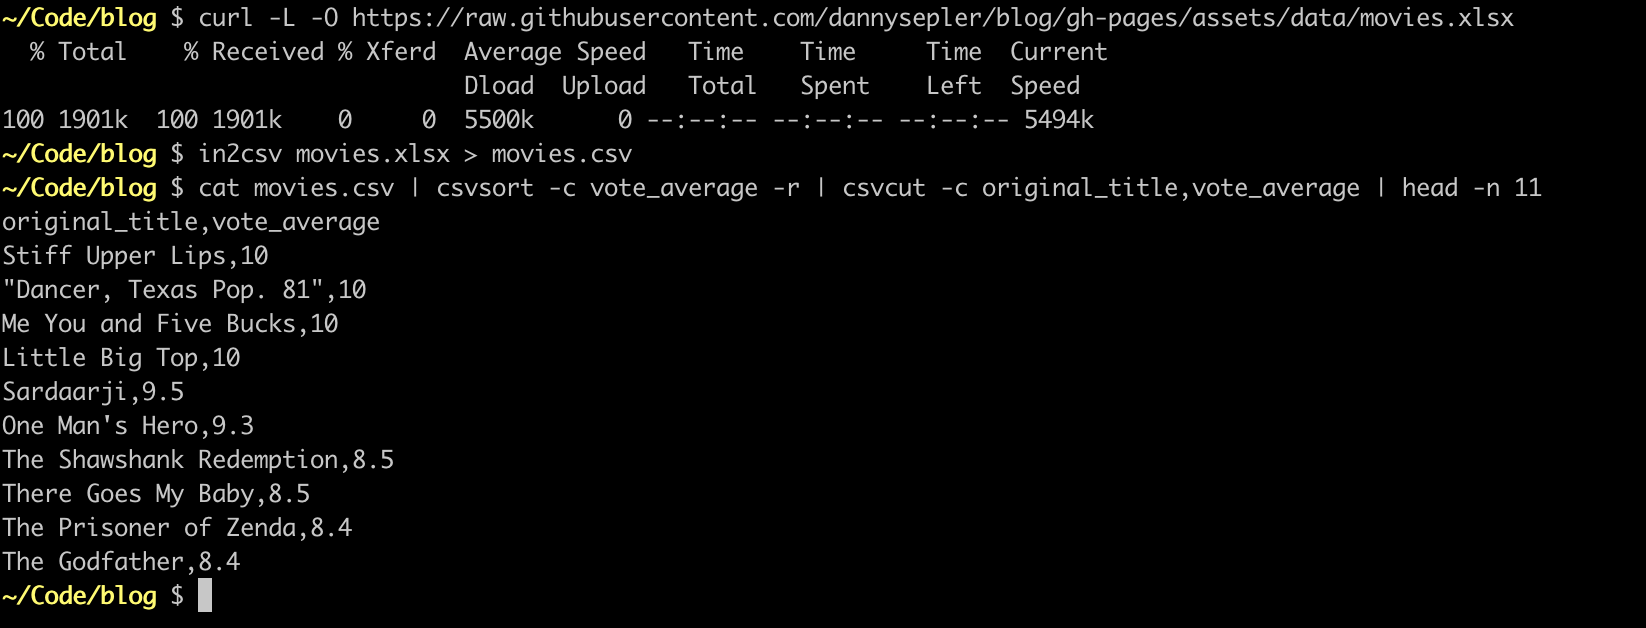 ~/Code/blog $ curl -L -O https://raw.githubusercontent.com/dannysepler/blog/gh-pages/assets/data/movies.xlsx
  % Total    % Received % Xferd  Average Speed   Time    Time     Time  Current
                                 Dload  Upload   Total   Spent    Left  Speed
100 1901k  100 1901k    0     0  5500k      0 --:--:-- --:--:-- --:--:-- 5494k
~/Code/blog $ in2csv movies.xlsx > movies.csv
~/Code/blog $ cat movies.csv | csvsort -c vote_average -r | csvcut -c original_title,vote_average | head -n 11
original_title,vote_average
Stiff Upper Lips,10
"Dancer, Texas Pop. 81",10
Me You and Five Bucks,10
Little Big Top,10
Sardaarji,9.5
One Man's Hero,9.3
The Shawshank Redemption,8.5
There Goes My Baby,8.5
The Prisoner of Zenda,8.4
The Godfather,8.4
~/Code/blog $